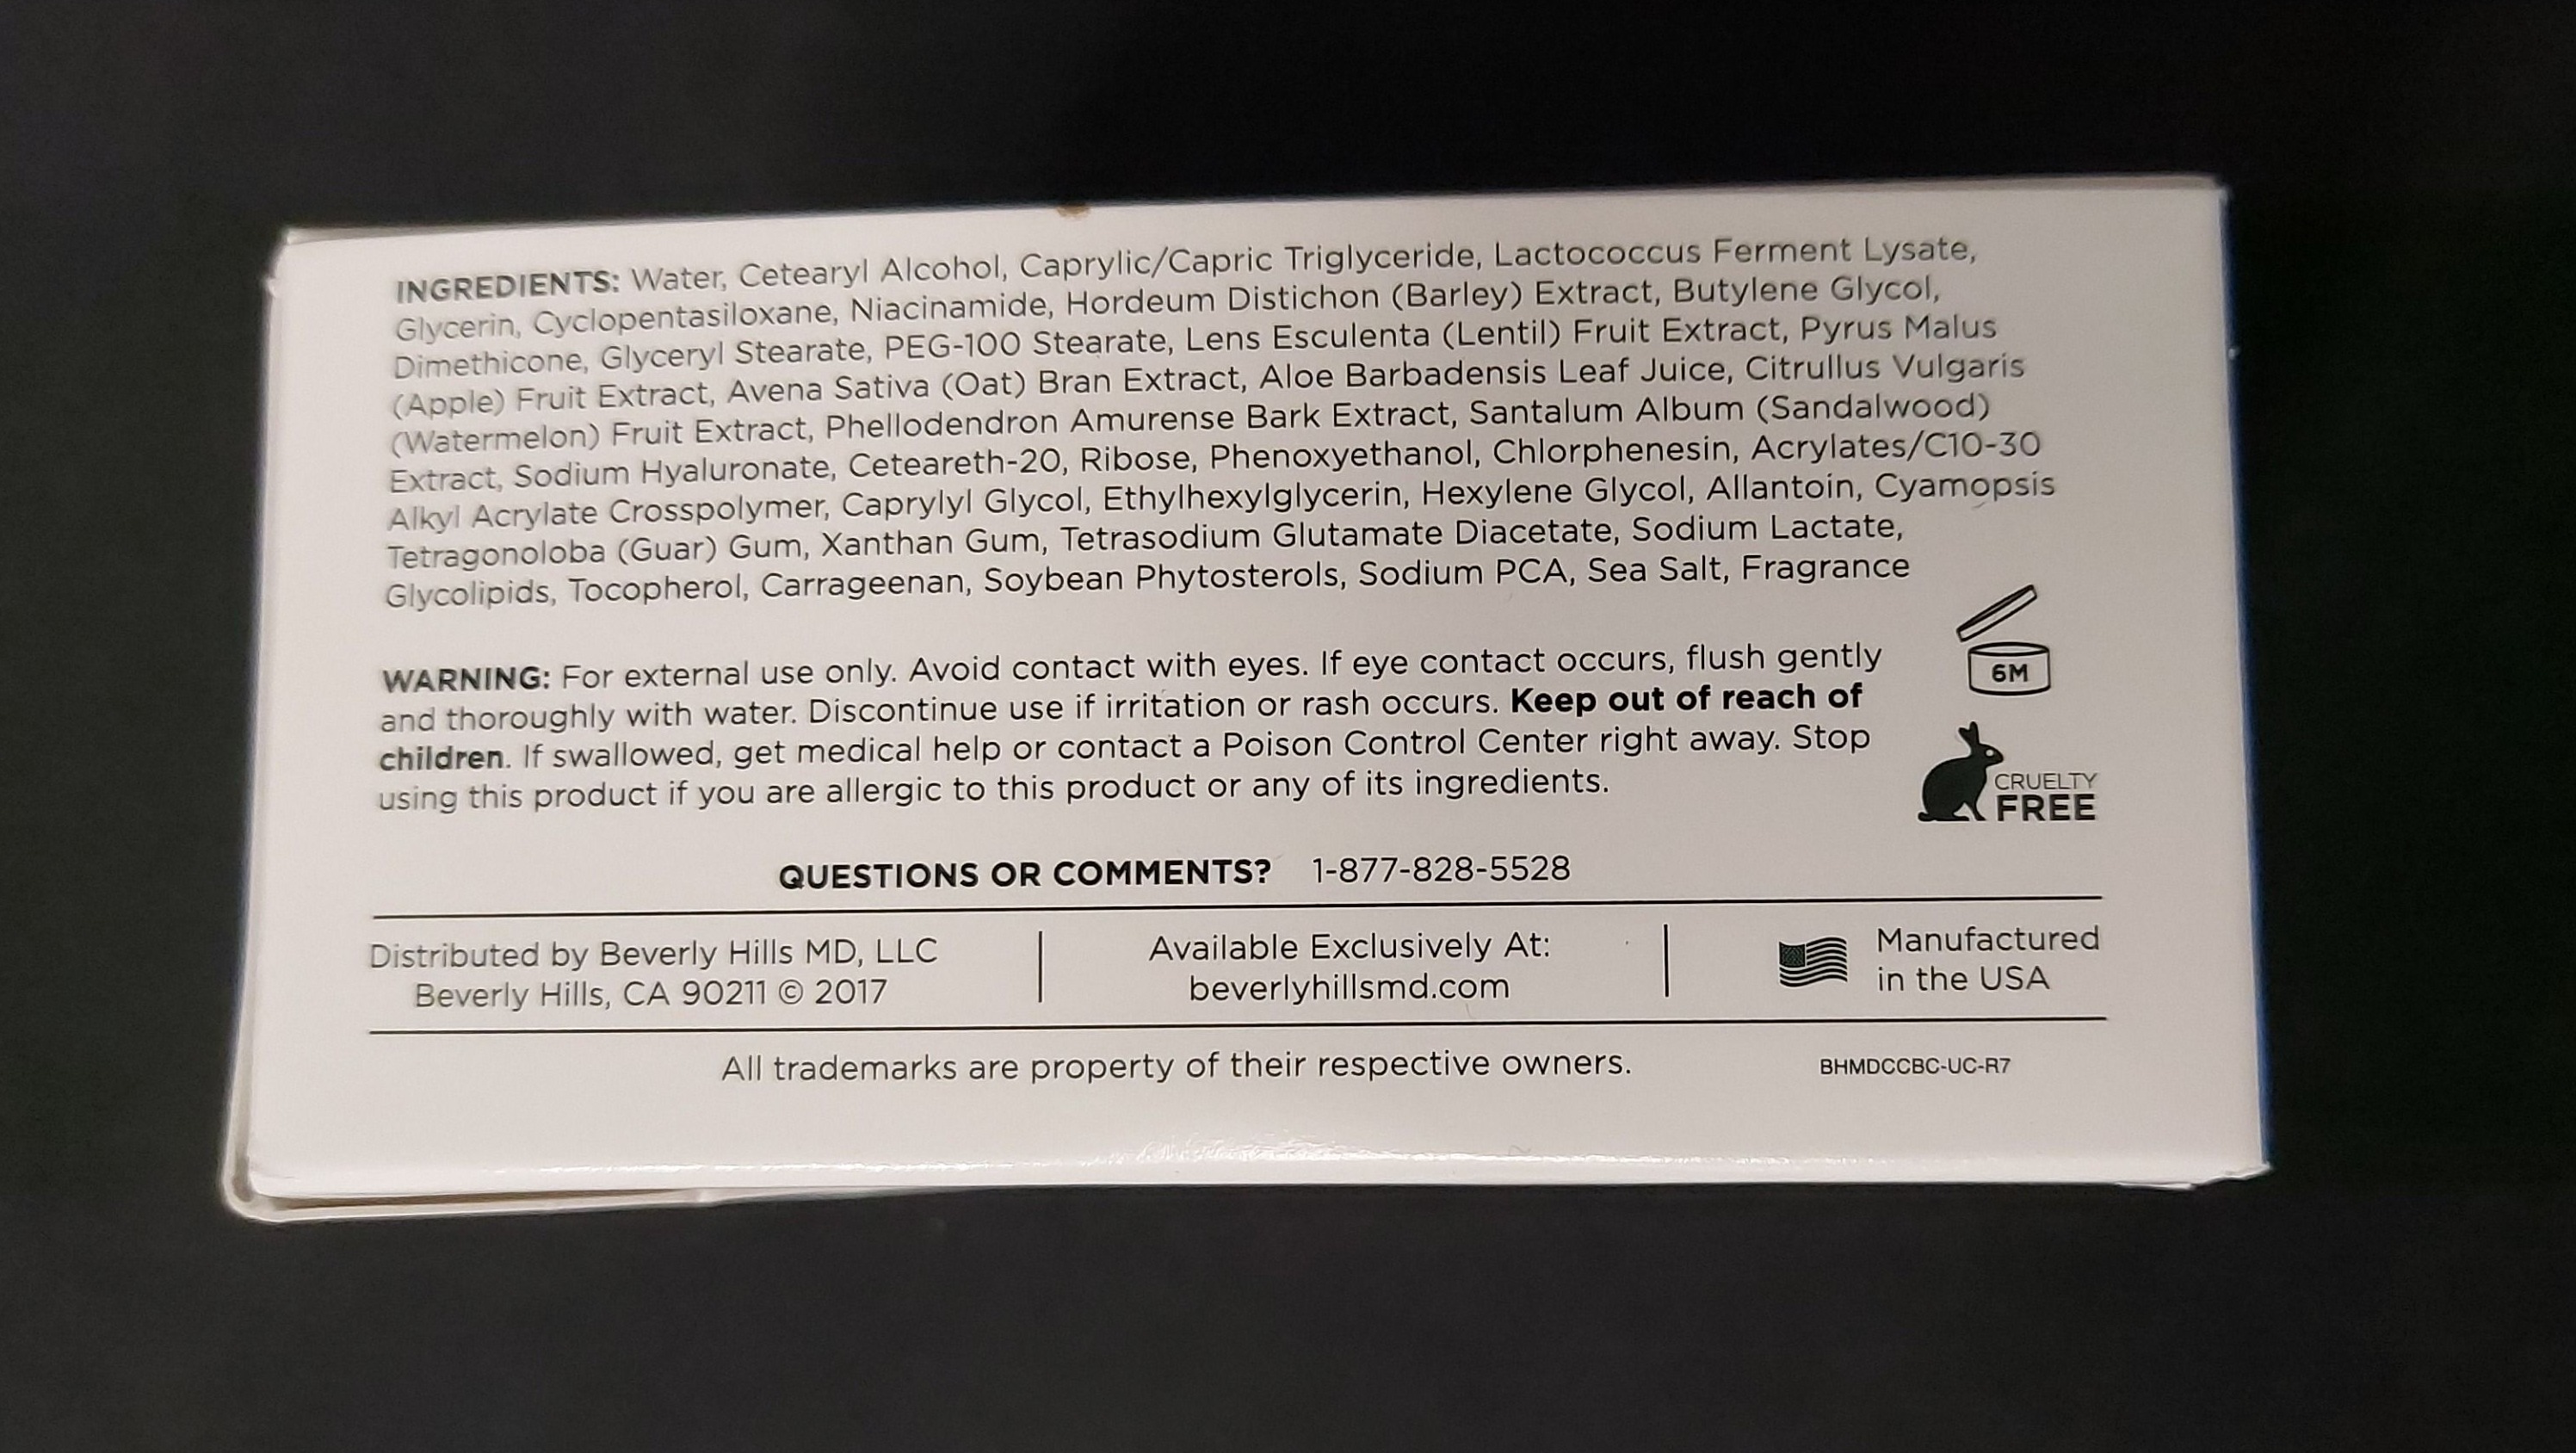 INGREDIENTS: Water, Cetearyl Alcohol, Caprylic/Capric Triglyceride, Lactococcus Ferment Lysate,
Glycerin, Cyclopentasiloxane, Niacinamide, Hordeum Distichon (Barley) Extract, Butylene Glycol,
Dimethicone, Glyceryl Stearate, PEG-100 Stearate, Lens Esculenta (Lentil) Fruit Extract, Pyrus Malus
(Apple) Fruit Extract, Avena Sativa (Oat) Bran Extract, Aloe Barbadensis Leaf Juice, Citrullus Vulgaris
(Watermelon) Fruit Extract, Phellodendron Amurense Bark Extract, Santalum Album (Sandalwood)
Extract, Sodium Hyaluronate, Ceteareth-20, Ribose, Phenoxyethanol, Chlorphenesin, Acrylates/C10-30
Alkyl Acrylate Crosspolymer, Caprylyl Glycol, Ethylhexylglycerin, Hexylene Glycol, Allantoin, Cyamopsis
Tetragonoloba (Guar) Gum, Xanthan Gum, Tetrasodium Glutamate Diacetate, Sodium Lactate,
Glycolipids, Tocopherol, Carrageenan, Soybean Phytosterols, Sodium PCA, Sea Salt, Fragrance
WARNING: For external use only. Avoid contact with eyes. If eye contact occurs, flush gently
and thoroughly with water. Discontinue use if irritation or rash occurs. Keep out of reach of
children. If swallowed, get medical help or contact a Poison Control Center right away. Stop
using this product if you are allergic to this product or any of its ingredients.
6M
CRUELTY
FREE
QUESTIONS OR COMMENTS? 1-877-828-5528
Distributed by Beverly Hills MD, LLC
Beverly Hills, CA 90211 © 2017
Available Exclusively At:
beverlyhillsmd.com
Manufactured
in the USA
All trademarks are property of their respective owners.
BHMDCCBC-UC-R7